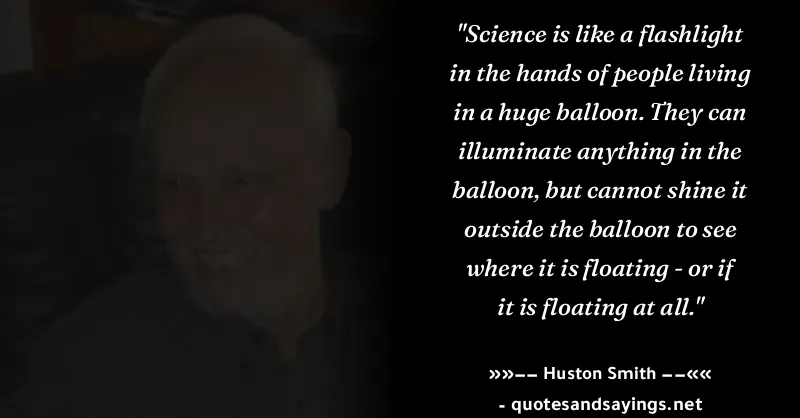 "Science is like a flashlight
in the hands of people living
in a huge balloon. They can
illuminate anything in the
balloon, but cannot shine it
outside the balloon to see
where it is floating - or if
it is floating at all."
»»−− Huston Smith −−««
- quotesandsayings.net